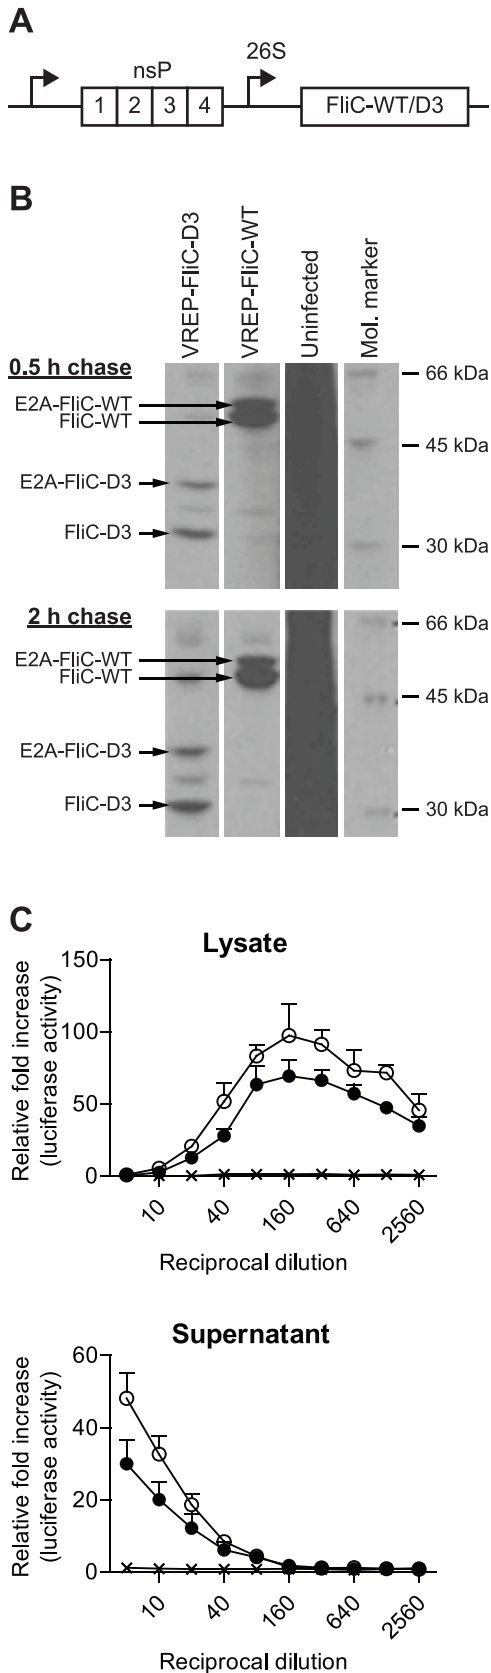 A
nsP
26S
1 2 3 4
FliC-WT/D3
B
VREP-FliC-D3
VREP-FliC-WT
Uninfected
Mol. marker
0.5 h chase
66 kDa
E2A-FliC-WT
FliC-WT
45 kDa
E2A-FliC-D3
FliC-D3
30 kDa
2 h chase
66 kDa
E2A-FliC-WT
FliC-WT
45 kDa
E2A-FliC-D3
FliC-D3
30 kDa
C
Lysate
Relative fold increase
(luciferase activity)
150
100
50
0
10 40 160 640 2560
Reciprocal dilution
Supernatant
Relative fold increase
(luciferase activity)
60
40
20
0
10 40 160 640 2560
Reciprocal dilution